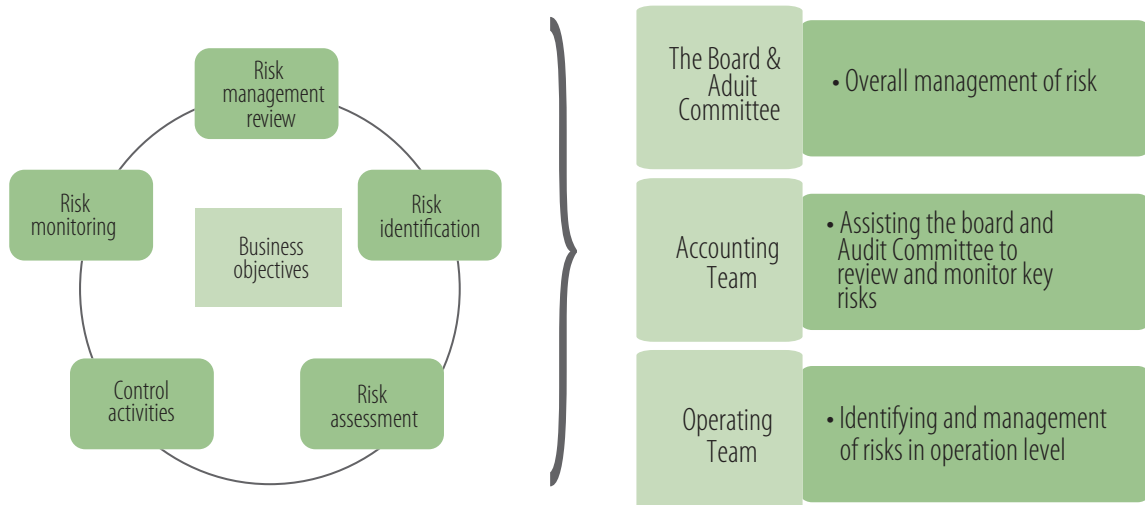 Risk
management
review
Risk
monitoring
Risk
identification
Business
objectives
Control
activities
Risk
assessment
The Board &
Aduit
Committee
• Overall management of risk
Accounting
Team
• Assisting the board and
Audit Committee to
review and monitor key
risks
Operating
Team
• Identifying and management
of risks in operation level